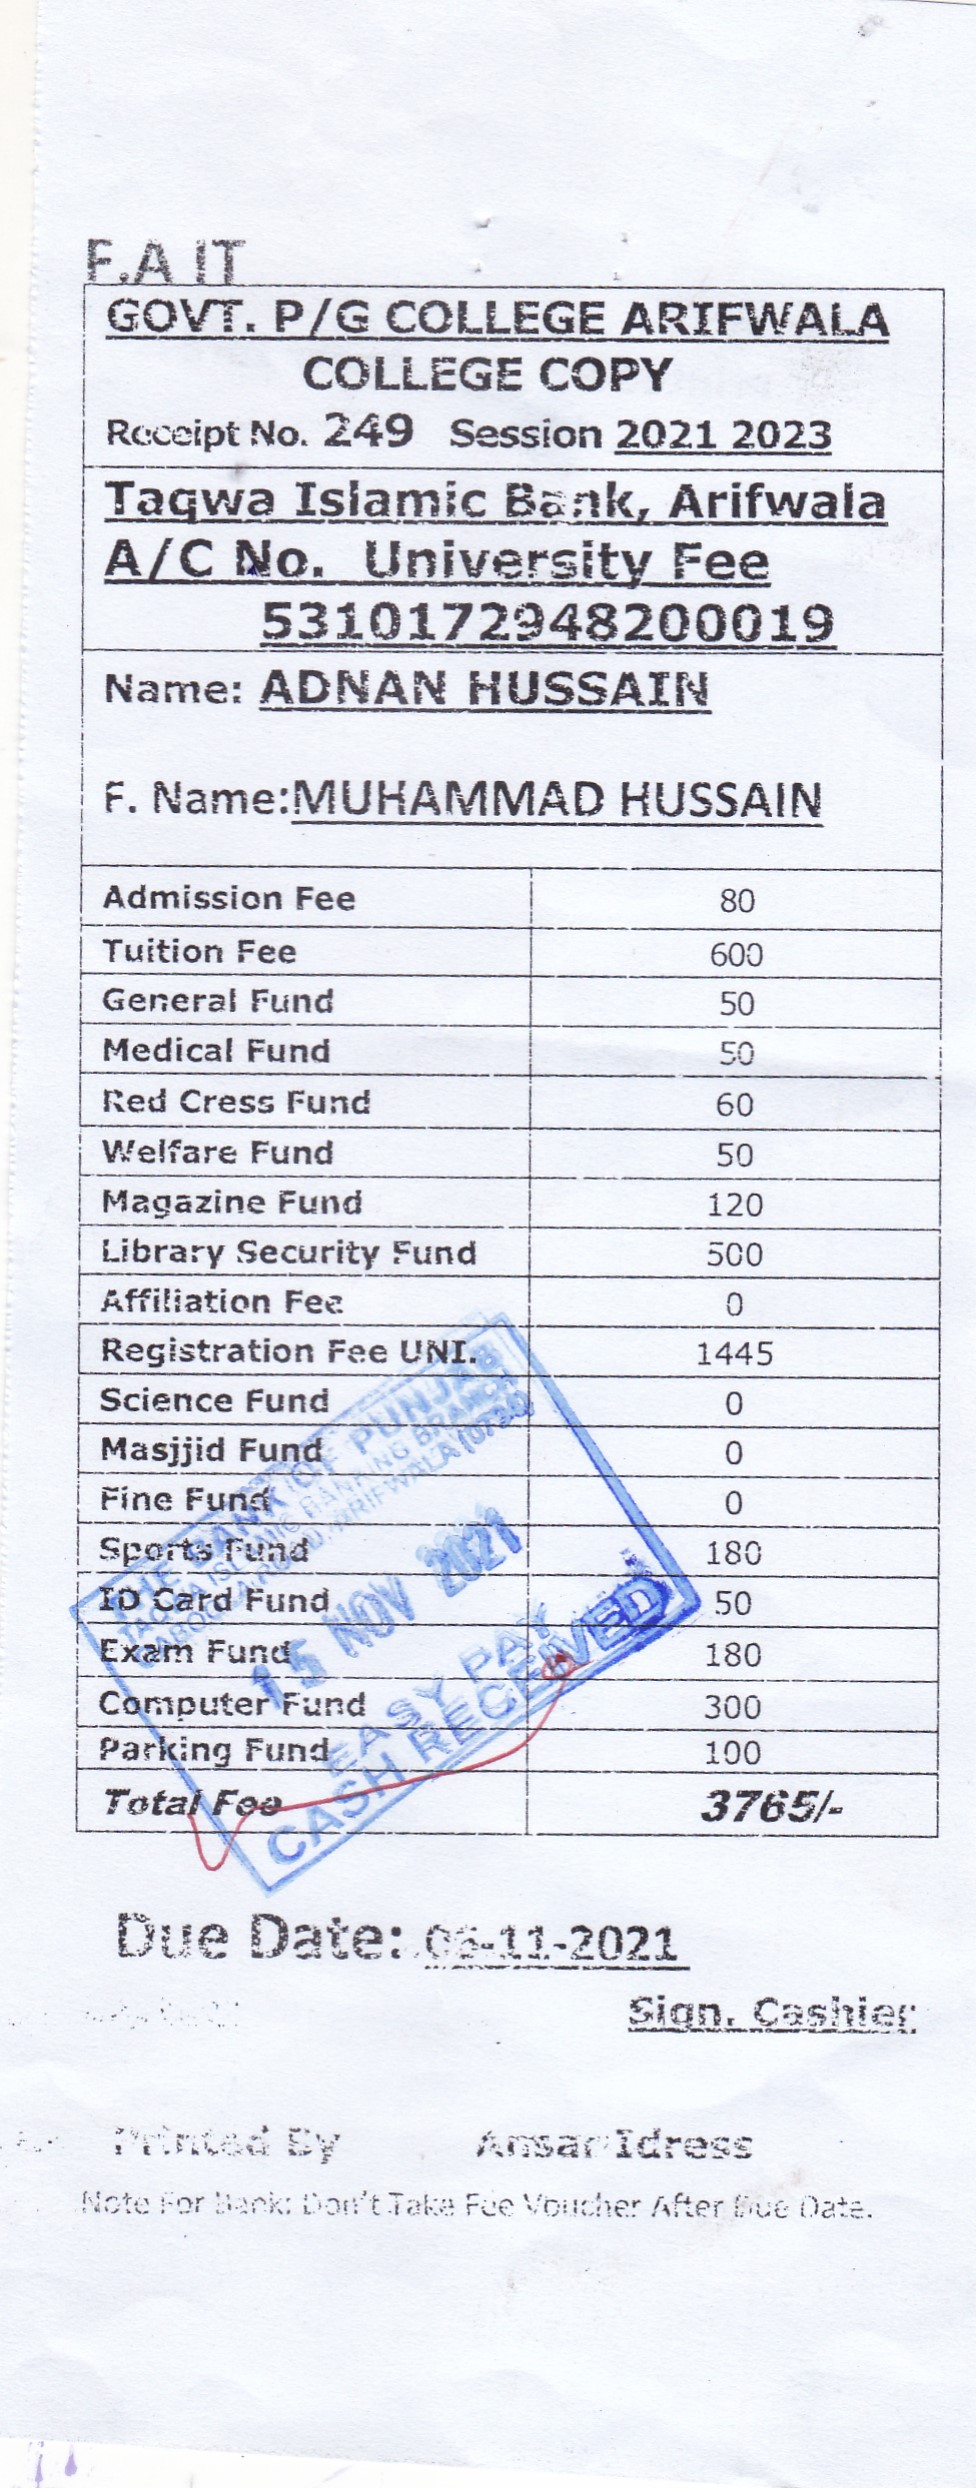 F.A IT
GOVT. P/G COLLEGE ARIFWALA
COLLEGE COPY
Receipt No. 249 Session 2021 2023
Taqwa Islamic Bank, Arifwala
A/C No. University Fee
5310172948200019
Name: ADNAN HUSSAIN
F. Name:MUHAMMAD HUSSAIN
Admission Fee 80
Tuition Fee 600
General Fund 50
Medical Fund 50
Red Cress Fund 60
Welfare Fund 50
Magazine Fund 120
Library Security Fund 500
Affiliation Fee 0
Registration Fee UNI. 1445
Science Fund 0
Masjjid Fund 0
Fine Fund 0
Sports Fund 180
ID Card Fund 50
Exam Fund 180
Computer Fund 300
Parking Fund 100
Total Fee 3765/-
THE BANK OF PUNJAB
TAQWA ISLAMIC BANKING BRANCH
ARIFWALA
15 NOV 2021
EASY PAY
CASH RECEIVED
Due Date: 06-11-2021
Sign. Cashier
Printed By Ansar Idress
Note For Bank: Don't Take Fee Voucher After Due Date.